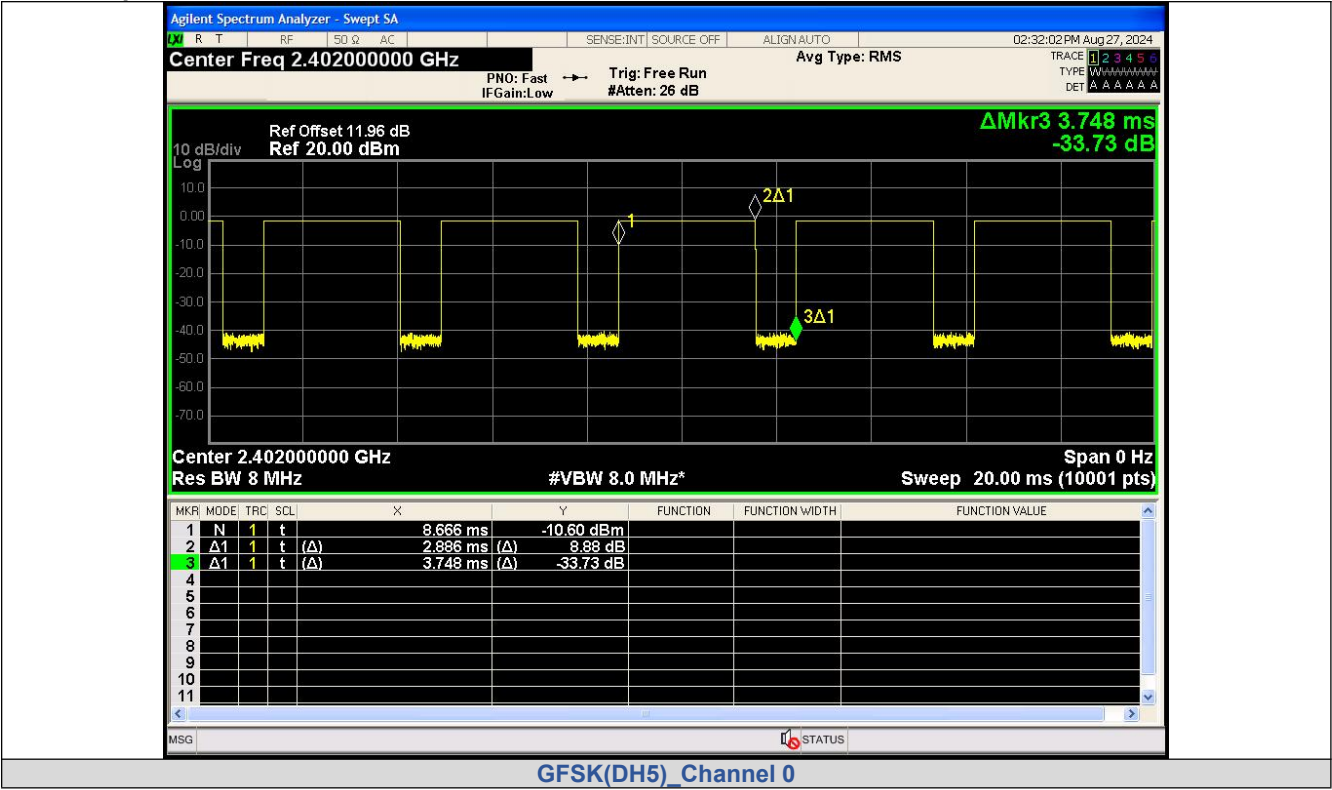 Agilent Spectrum Analyzer - Swept SA
LXI R T RF 50 Ω AC SENSE:INT SOURCE OFF ALIGN AUTO 02:32:02 PM Aug 27, 2024
Center Freq 2.402000000 GHz Avg Type: RMS TRACE 1 2 3 4 5 6
PNO: Fast Trig: Free Run TYPE W
IFGain:Low #Atten: 26 dB DET A A A A A A
ΔMkr3 3.748 ms
-33.73 dB
Ref Offset 11.96 dB
10 dB/div Ref 20.00 dBm
Log
10.0
0.00
-10.0
-20.0
-30.0
-40.0
-50.0
-60.0
-70.0
1
2Δ1
3Δ1
Center 2.402000000 GHz Span 0 Hz
Res BW 8 MHz #VBW 8.0 MHz* Sweep 20.00 ms (10001 pts)
MKR MODE TRC SCL X Y FUNCTION FUNCTION WIDTH FUNCTION VALUE
1 N 1 t 8.666 ms -10.60 dBm
2 Δ1 1 t (Δ) 2.886 ms (Δ) 8.88 dB
3 Δ1 1 t (Δ) 3.748 ms (Δ) -33.73 dB
4
5
6
7
8
9
10
11
MSG STATUS
GFSK(DH5)_Channel 0